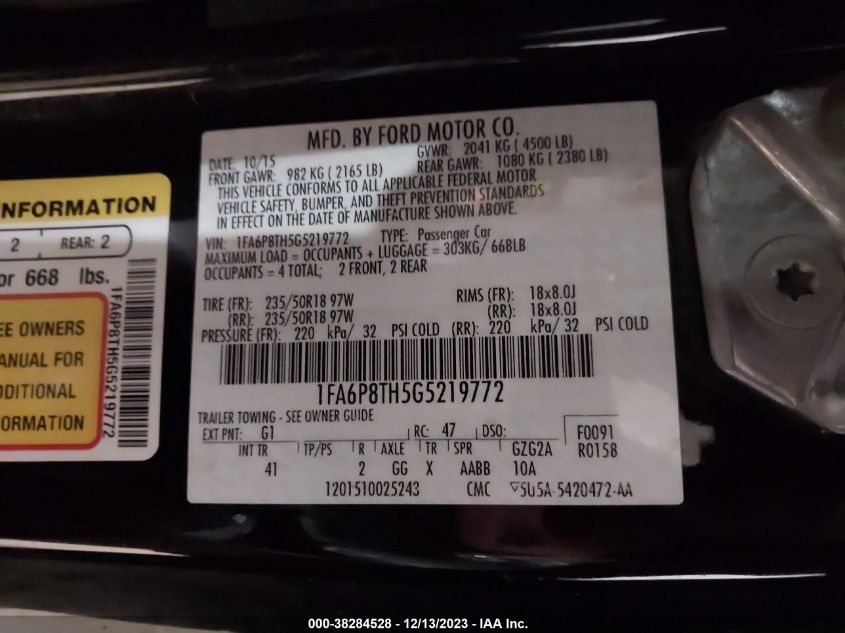 MFD. BY FORD MOTOR CO.
DATE: 10/15 GVWR: 2041 KG ( 4500 LB)
FRONT GAWR: 982 KG ( 2165 LB) REAR GAWR: 1080 KG ( 2380 LB)
THIS VEHICLE CONFORMS TO ALL APPLICABLE FEDERAL MOTOR
VEHICLE SAFETY, BUMPER, AND THEFT PREVENTION STANDARDS
IN EFFECT ON THE DATE OF MANUFACTURE SHOWN ABOVE.
VIN: 1FA6P8TH5G5219772 TYPE: Passenger Car
MAXIMUM LOAD = OCCUPANTS + LUGGAGE = 303KG/ 668LB
OCCUPANTS = 4 TOTAL; 2 FRONT, 2 REAR
TIRE (FR): 235/50R18 97W RIMS (FR): 18x8.0J
(RR): 235/50R18 97W (RR): 18x8.0J
PRESSURE (FR): 220 kPa/ 32 PSI COLD (RR): 220 kPa/ 32 PSI COLD
1FA6P8TH5G5219772
TRAILER TOWING - SEE OWNER GUIDE
EXT PNT: G1 RC: 47 DSO: F0091
INT TR TP/PS R AXLE TR SPR GZG2A R0158
41 2 GG X AABB 10A
1201510025243 CMC ▽5U5A-5420472-AA
INFORMATION
2 REAR: 2
or 668 lbs.
EE OWNERS
ANUAL FOR
DDITIONAL
FORMATION
1FA6P8TH5G5219772
000-38284528 - 12/13/2023 - IAA Inc.